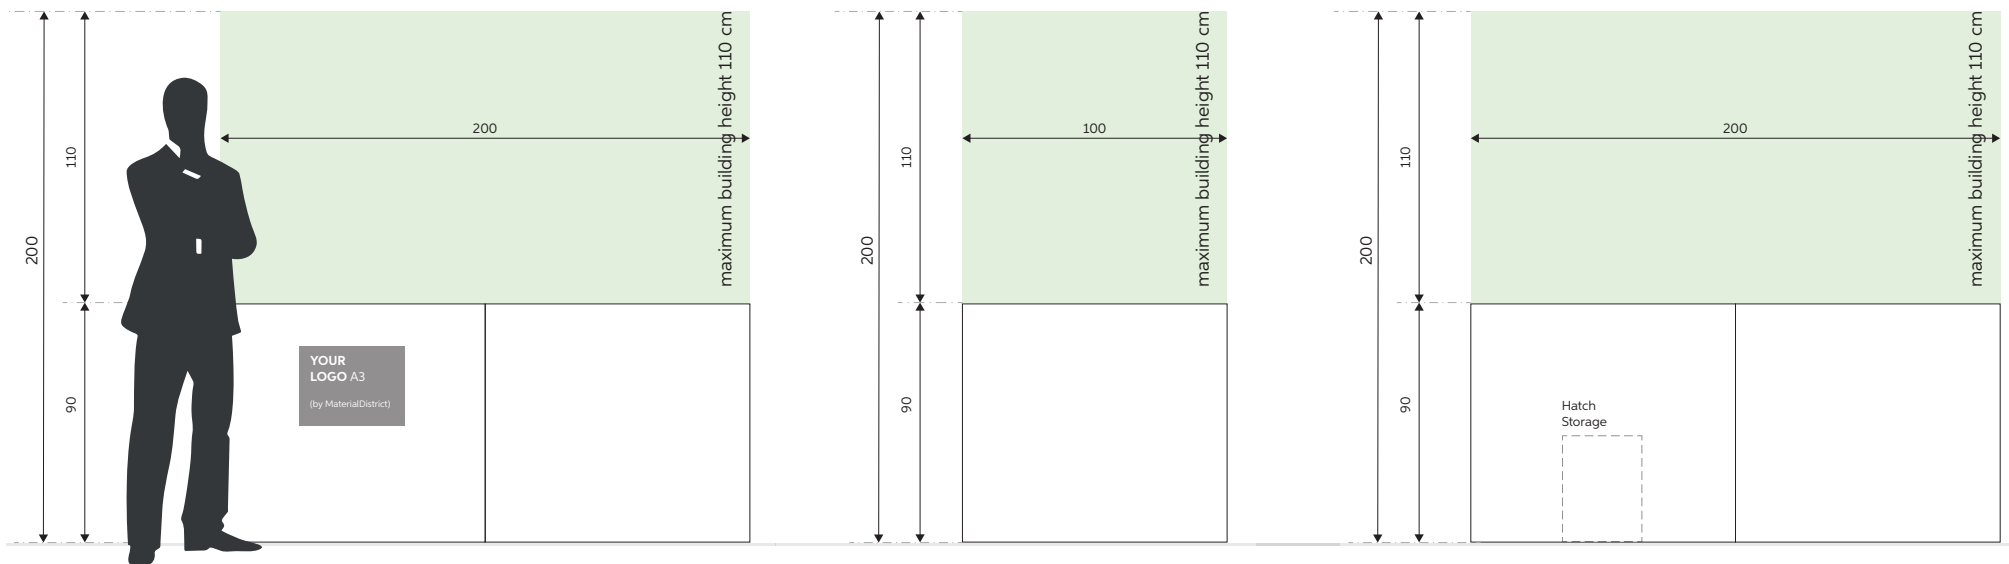 200
110
90
200
maximum building height 110 cm
YOUR
LOGO A3
(by MaterialDistrict)
200
110
90
100
maximum building height 110 cm
200
110
90
200
maximum building height 110 cm
Hatch
Storage